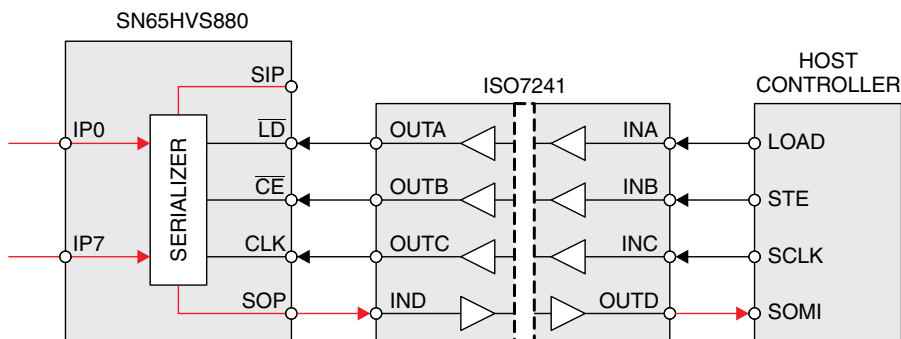 SN65HVS880
HOST
CONTROLLER
ISO7241
SIP
IP0
LD
OUTA
INA
LOAD
CE
OUTB
INB
STE
SERIALIZER
IP7
CLK
OUTC
INC
SCLK
SOP
IND
OUTD
SOMI